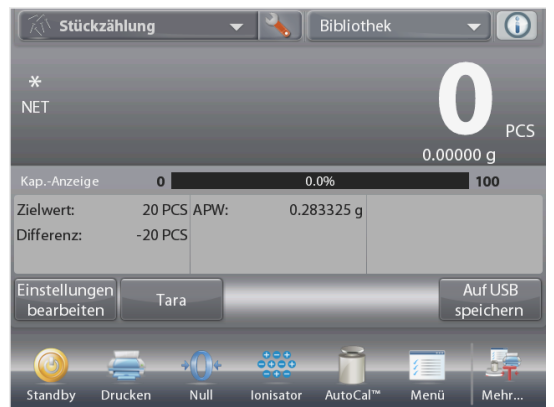 Stückzählung Bibliothek
*
NET
0 PCS
0.00000 g
Kap.-Anzeige 0 0.0% 100
Zielwert: 20 PCS APW: 0.283325 g
Differenz: -20 PCS
Einstellungen bearbeiten
Tara
Auf USB speichern
Standby Drucken Null Ionisator AutoCal™ Menü Mehr...